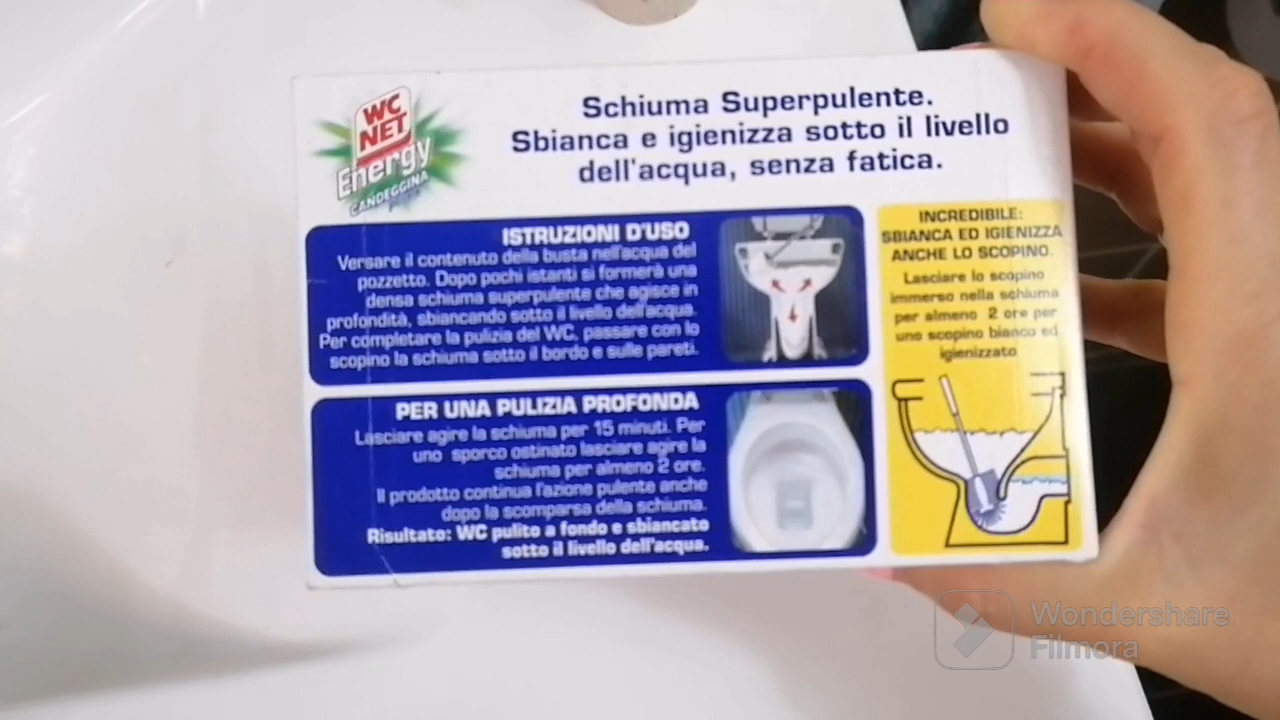 WC
NET
Energy
CANDEGGINA
Schiuma Superpulente.
Sbianca e igienizza sotto il livello
dell'acqua, senza fatica.
ISTRUZIONI D'USO
Versare il contenuto della busta nell'acqua del
pozzetto. Dopo pochi istanti si formerà una
densa schiuma superpulente che agisce in
profondità, sbiancando sotto il livello dell'acqua.
Per completare la pulizia del WC, passare con lo
scopino la schiuma sotto il bordo e sulle pareti.
PER UNA PULIZIA PROFONDA
Lasciare agire la schiuma per 15 minuti. Per
uno sporco ostinato lasciare agire la
schiuma per almeno 2 ore.
Il prodotto continua l'azione pulente anche
dopo la scomparsa della schiuma.
Risultato: WC pulito a fondo e sbiancato
sotto il livello dell'acqua.
INCREDIBILE:
SBIANCA ED IGIENIZZA
ANCHE LO SCOPINO.
Lasciare lo scopino
immerso nella schiuma
per almeno 2 ore per
uno scopino bianco ed
igienizzato
Wondershare
Filmora